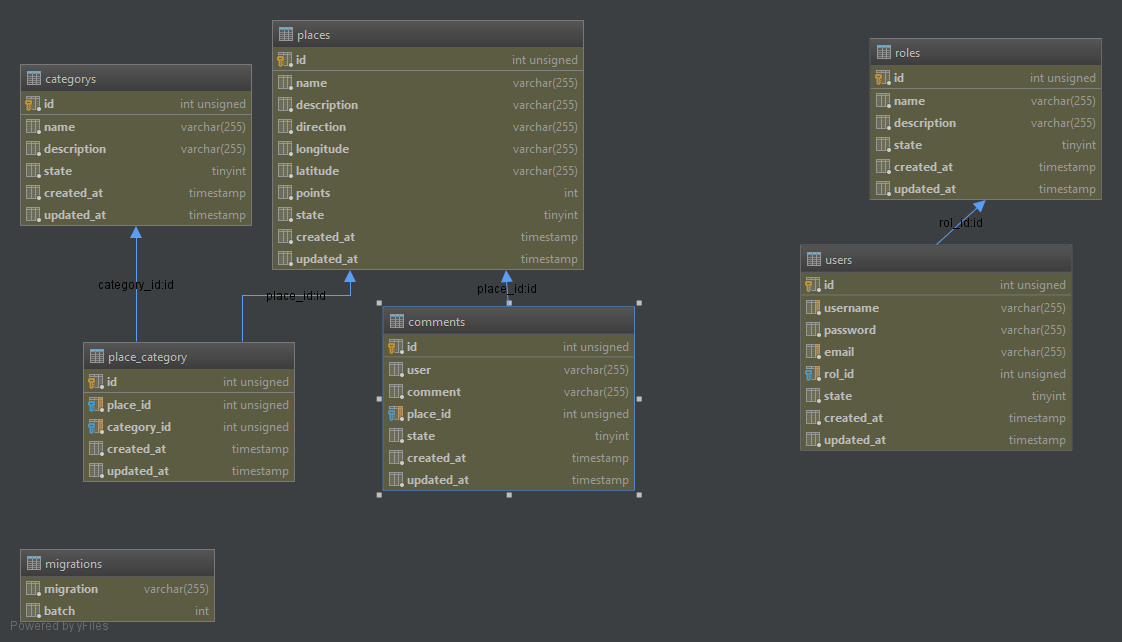 categorys
id int unsigned
name varchar(255)
description varchar(255)
state tinyint
created_at timestamp
updated_at timestamp
places
id int unsigned
name varchar(255)
description varchar(255)
direction varchar(255)
longitude varchar(255)
latitude varchar(255)
points int
state tinyint
created_at timestamp
updated_at timestamp
roles
id int unsigned
name varchar(255)
description varchar(255)
state tinyint
created_at timestamp
updated_at timestamp
category_id:id
place_id:id
place_id:id
rol_id:id
place_category
id int unsigned
place_id int unsigned
category_id int unsigned
created_at timestamp
updated_at timestamp
comments
id int unsigned
user varchar(255)
comment varchar(255)
place_id int unsigned
state tinyint
created_at timestamp
updated_at timestamp
users
id int unsigned
username varchar(255)
password varchar(255)
email varchar(255)
rol_id int unsigned
state tinyint
created_at timestamp
updated_at timestamp
migrations
migration varchar(255)
batch int
Powered by yFiles